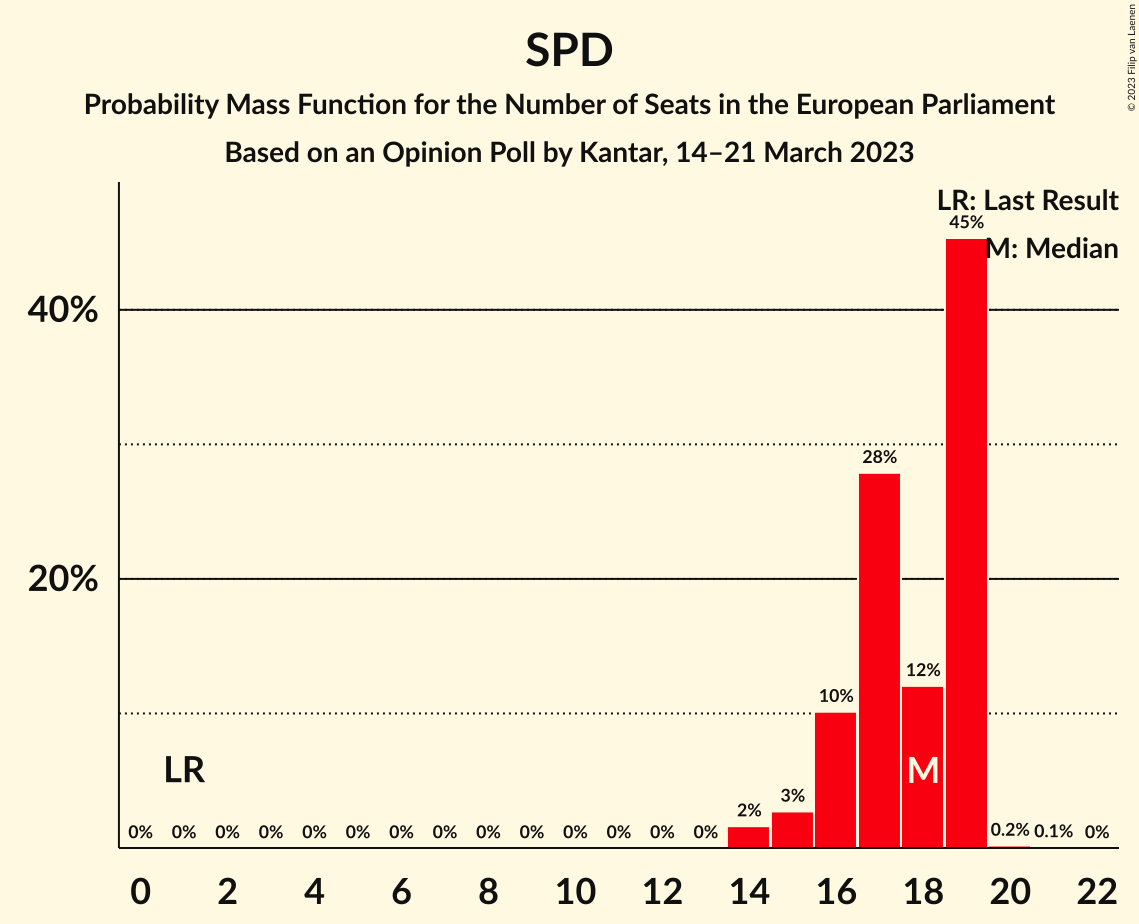 SPD
Probability Mass Function for the Number of Seats in the European Parliament
Based on an Opinion Poll by Kantar, 14–21 March 2023
© 2023 Filip van Laenen
LR: Last Result
M: Median
45%
40%
28%
20%
12%
10%
LR
M
0% 0% 0% 0% 0% 0% 0% 0% 0% 0% 0% 0% 0% 0% 2% 3% 0.2% 0.1% 0%
0 2 4 6 8 10 12 14 16 18 20 22